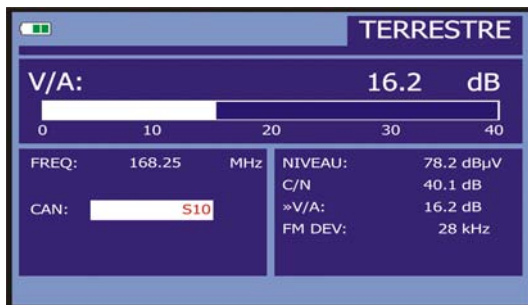 TERRESTRE
V/A: 16.2 dB
0 10 20 30 40
FREQ: 168.25 MHz
CAN: S10
NIVEAU: 78.2 dBµV
C/N 40.1 dB
»V/A: 16.2 dB
FM DEV: 28 kHz